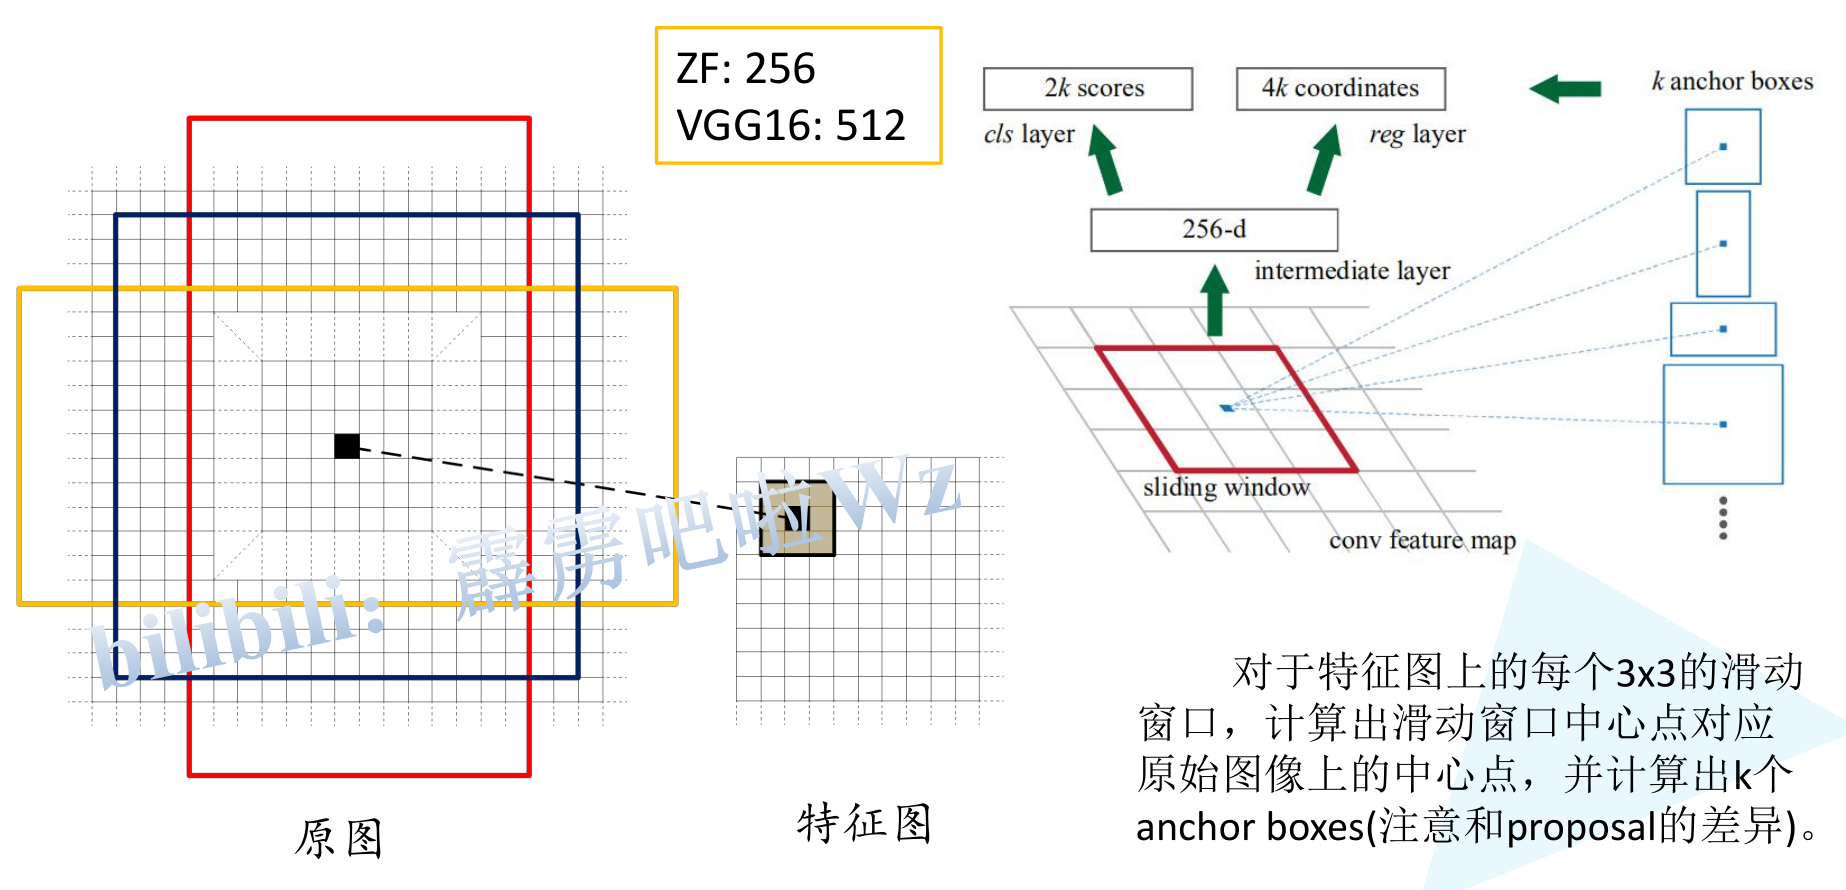 ZF: 256
VGG16: 512
2k scores
4k coordinates
k anchor boxes
cls layer
reg layer
256-d
intermediate layer
sliding window
conv feature map
bilibili：霹雳吧啦Wz
原图
特征图
对于特征图上的每个3x3的滑动
窗口，计算出滑动窗口中心点对应
原始图像上的中心点，并计算出k个
anchor boxes(注意和proposal的差异)。